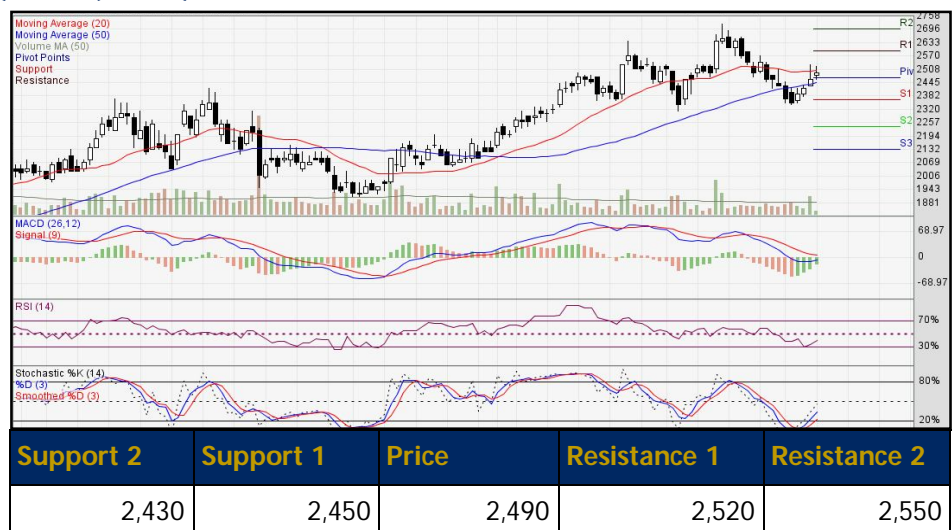 Moving Average (20)
Moving Average (50)
Volume MA (50)
Pivot Points
Support
Resistance
R2
R1
Piv
S1
S2
S3
2758
2696
2633
2570
2508
2445
2382
2320
2257
2194
2132
2069
2006
1943
1881
MACD (26,12)
Signal (9)
68.97
0
-68.97
RSI (14)
70%
30%
Stochastic %K (14)
%D (3)
Smoothed %D (3)
80%
20%
Support 2 Support 1 Price Resistance 1 Resistance 2
2,430 2,450 2,490 2,520 2,550